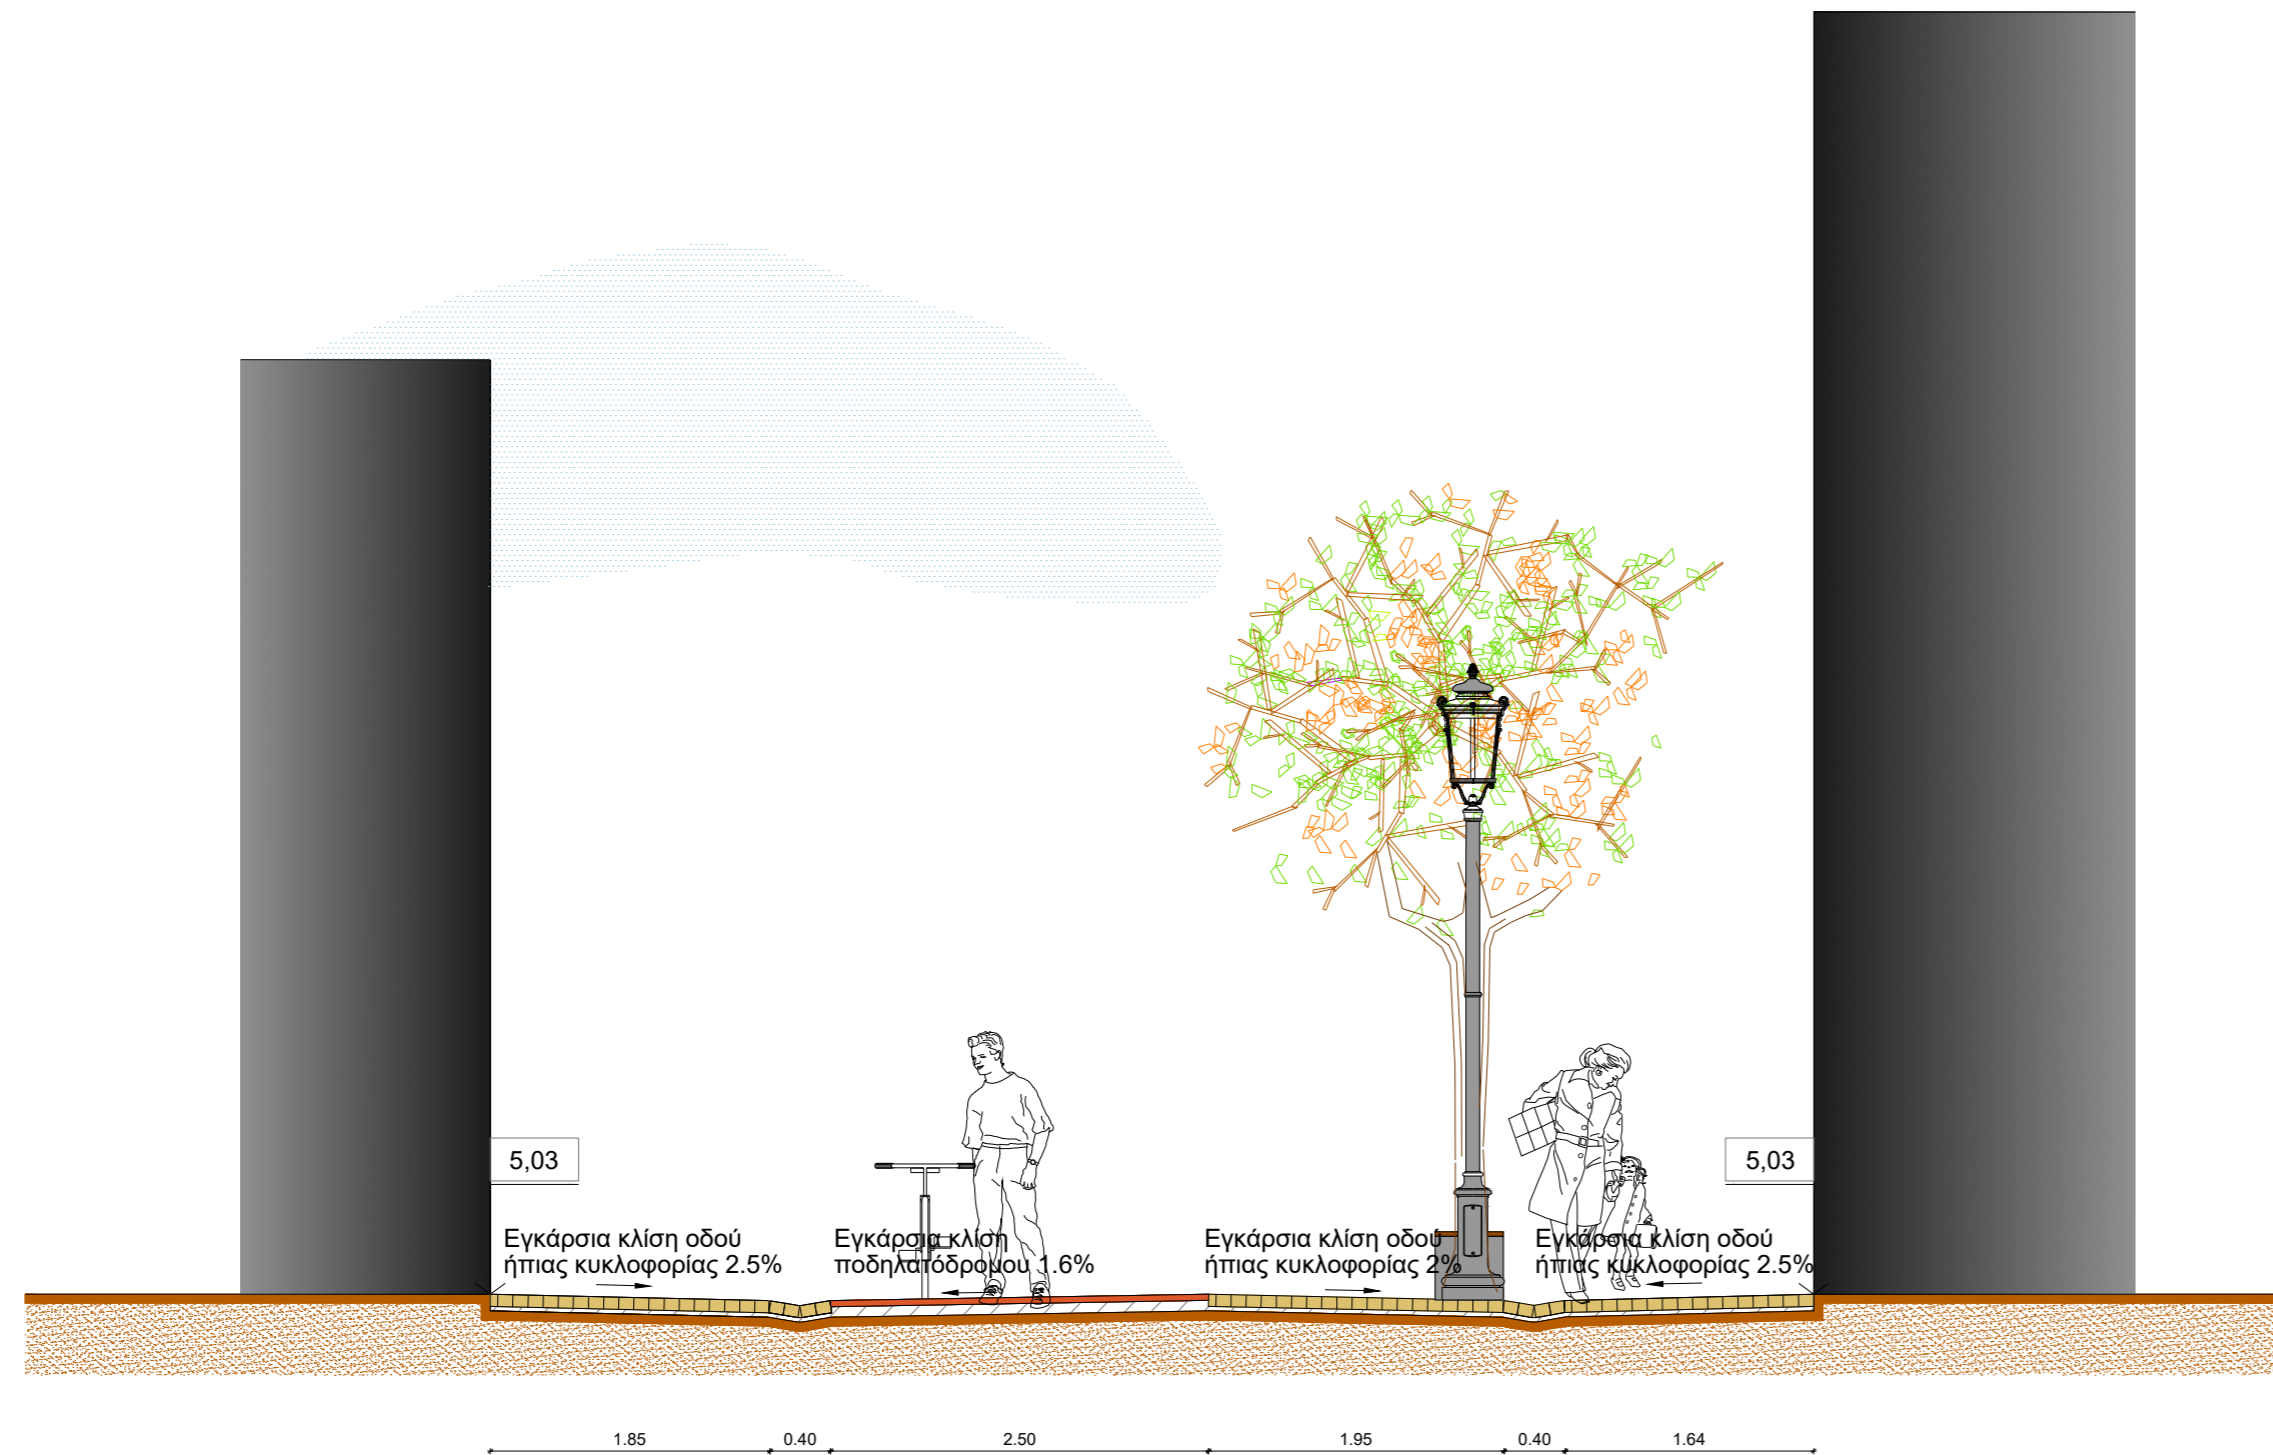 5,03
5,03
Εγκάρσια κλίση οδού
ήπιας κυκλοφορίας 2.5%
Εγκάρσια κλίση
ποδηλατόδρομου 1.6%
Εγκάρσια κλίση οδού
ήπιας κυκλοφορίας 2%
Εγκάρσια κλίση οδού
ήπιας κυκλοφορίας 2.5%
1.85
0.40
2.50
1.95
0.40
1.64